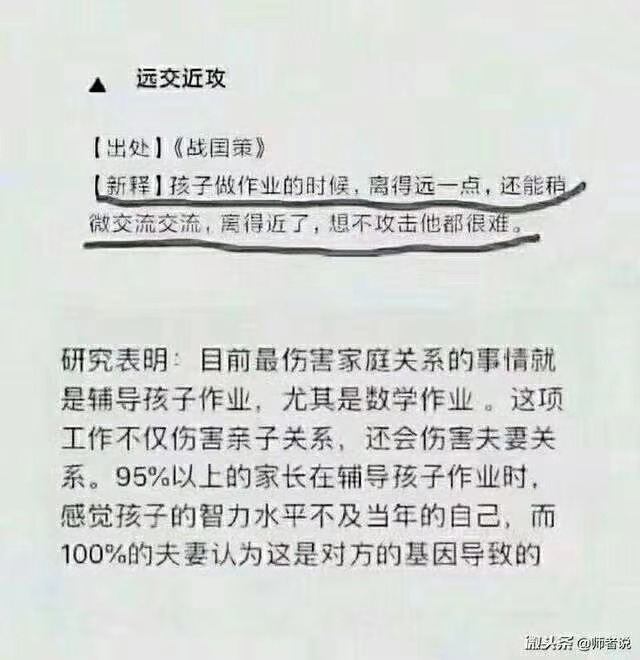 ▲ 远交近攻
【出处】《战国策》
【新释】孩子做作业的时候，离得远一点，还能稍
微交流交流，离得近了，想不攻击他都很难。
研究表明：目前最伤害家庭关系的事情就
是辅导孩子作业，尤其是数学作业 。这项
工作不仅伤害亲子关系，还会伤害夫妻关
系。95%以上的家长在辅导孩子作业时，
感觉孩子的智力水平不及当年的自己，而
100%的夫妻认为这是对方的基因导致的
微头条 @师者说